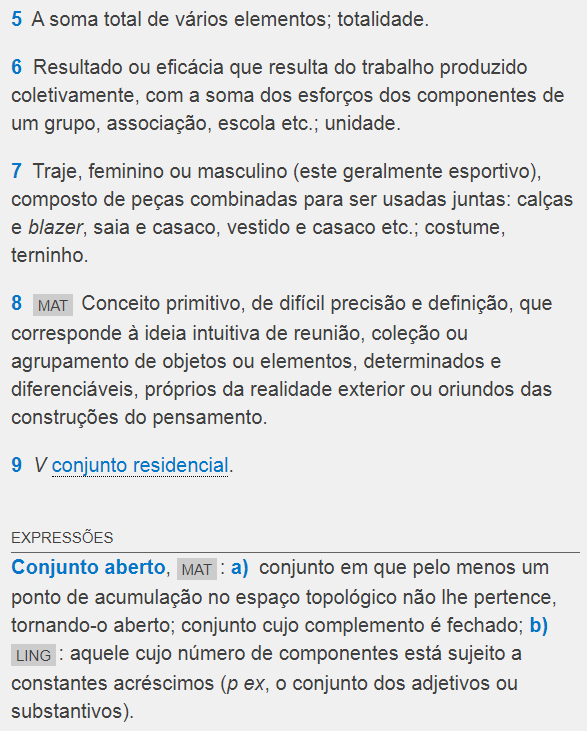 5 A soma total de vários elementos; totalidade.
6 Resultado ou eficácia que resulta do trabalho produzido
coletivamente, com a soma dos esforços dos componentes de
um grupo, associação, escola etc.; unidade.
7 Traje, feminino ou masculino (este geralmente esportivo),
composto de peças combinadas para ser usadas juntas: calças
e blazer, saia e casaco, vestido e casaco etc.; costume,
terninho.
8 MAT Conceito primitivo, de difícil precisão e definição, que
corresponde à ideia intuitiva de reunião, coleção ou
agrupamento de objetos ou elementos, determinados e
diferenciáveis, próprios da realidade exterior ou oriundos das
construções do pensamento.
9 V conjunto residencial.
EXPRESSÕES
Conjunto aberto, MAT : a) conjunto em que pelo menos um
ponto de acumulação no espaço topológico não lhe pertence,
tornando-o aberto; conjunto cujo complemento é fechado; b)
LING : aquele cujo número de componentes está sujeito a
constantes acréscimos (p ex, o conjunto dos adjetivos ou
substantivos).